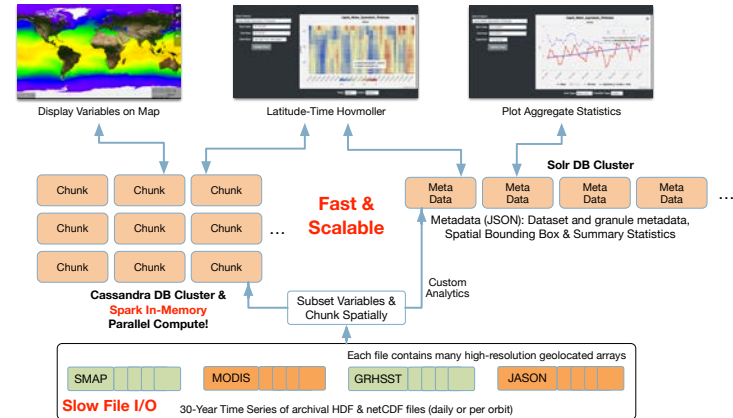 Display Variables on Map
Latitude-Time Hovmoller
Plot Aggregate Statistics
Solr DB Cluster
Chunk Chunk Chunk
Chunk Chunk Chunk ...
Chunk Chunk Chunk
Fast &
Scalable
Meta Data Meta Data Meta Data Meta Data ...
Metadata (JSON): Dataset and granule metadata,
Spatial Bounding Box & Summary Statistics
Cassandra DB Cluster &
Spark In-Memory
Parallel Compute!
Subset Variables &
Chunk Spatially
Custom
Analytics
Each file contains many high-resolution geolocated arrays
SMAP
MODIS
GRHSST
JASON
Slow File I/O
30-Year Time Series of archival HDF & netCDF files (daily or per orbit)